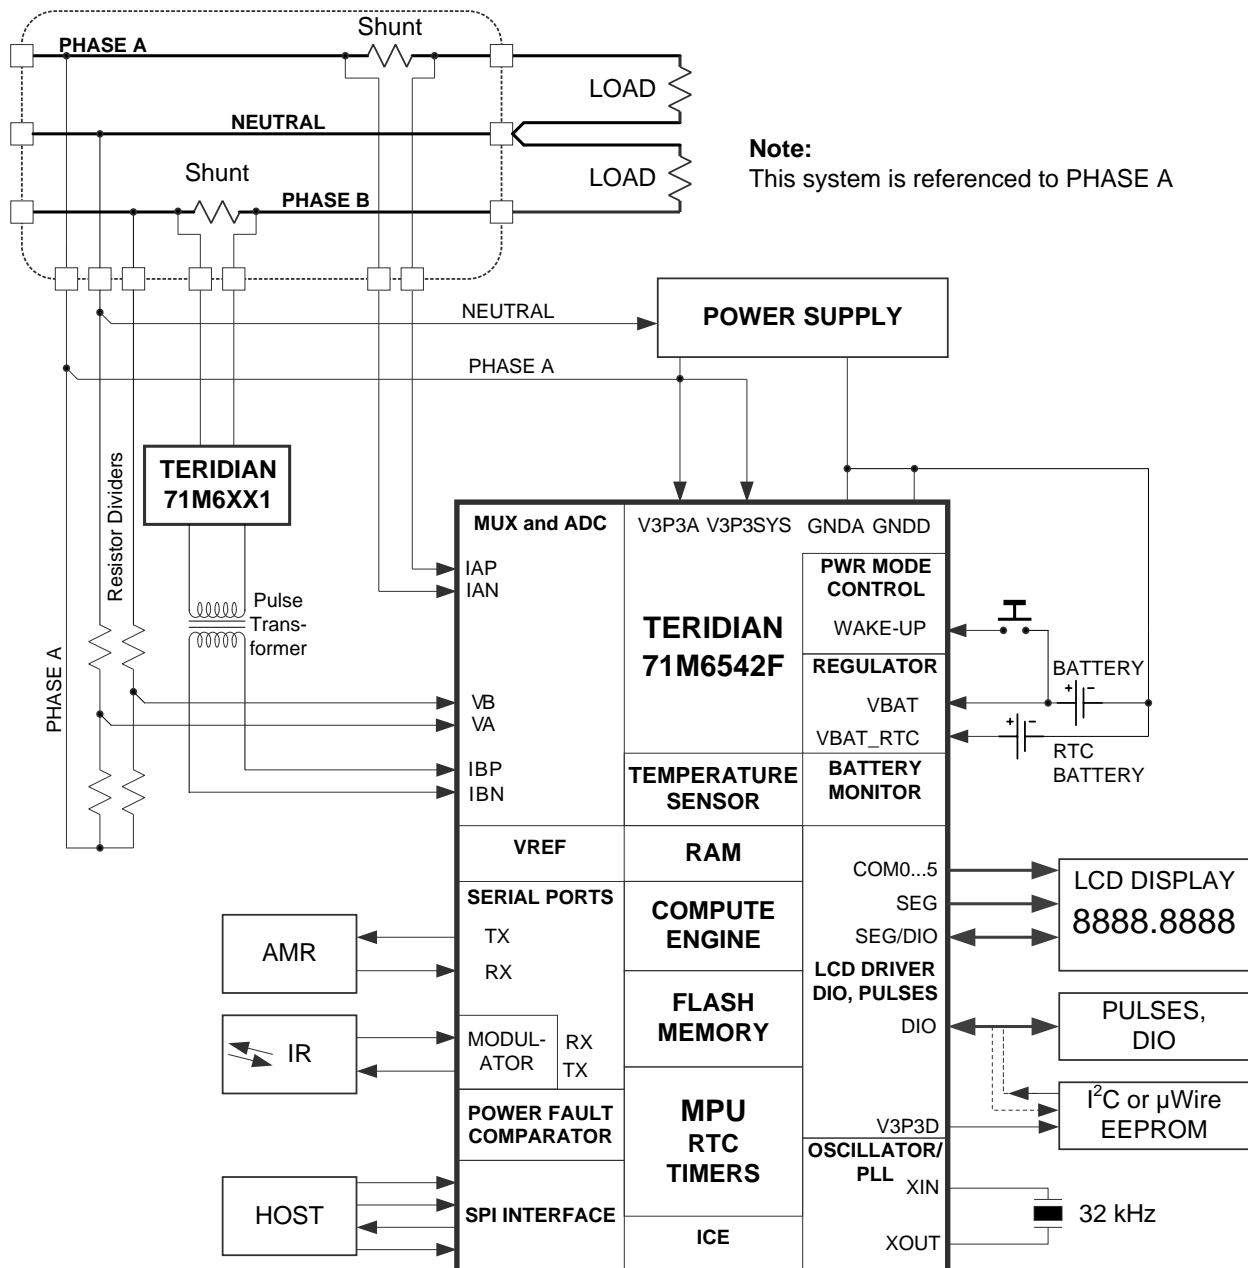 Shunt
PHASE A
LOAD
NEUTRAL
Note:
This system is referenced to PHASE A
Shunt
LOAD
PHASE B
NEUTRAL
POWER SUPPLY
PHASE A
TERIDIAN
71M6XX1
Resistor Dividers
MUX and ADC
V3P3A V3P3SYS GNDA GNDD
IAP
IAN
PWR MODE
CONTROL
Pulse
Trans-
former
TERIDIAN
71M6542F
WAKE-UP
REGULATOR
BATTERY
PHASE A
VB
VA
VBAT
VBAT_RTC
RTC
BATTERY
IBP
IBN
TEMPERATURE
SENSOR
BATTERY
MONITOR
VREF
RAM
COM0...5
SEG
SEG/DIO
LCD DISPLAY
8888.8888
SERIAL PORTS
TX
RX
AMR
COMPUTE
ENGINE
LCD DRIVER
DIO, PULSES
FLASH
MEMORY
DIO
PULSES,
DIO
IR
MODUL-
ATOR
RX
TX
I2C or µWire
EEPROM
POWER FAULT
COMPARATOR
MPU
RTC
TIMERS
V3P3D
OSCILLATOR/
PLL
XIN
HOST
SPI INTERFACE
ICE
XOUT
32 kHz